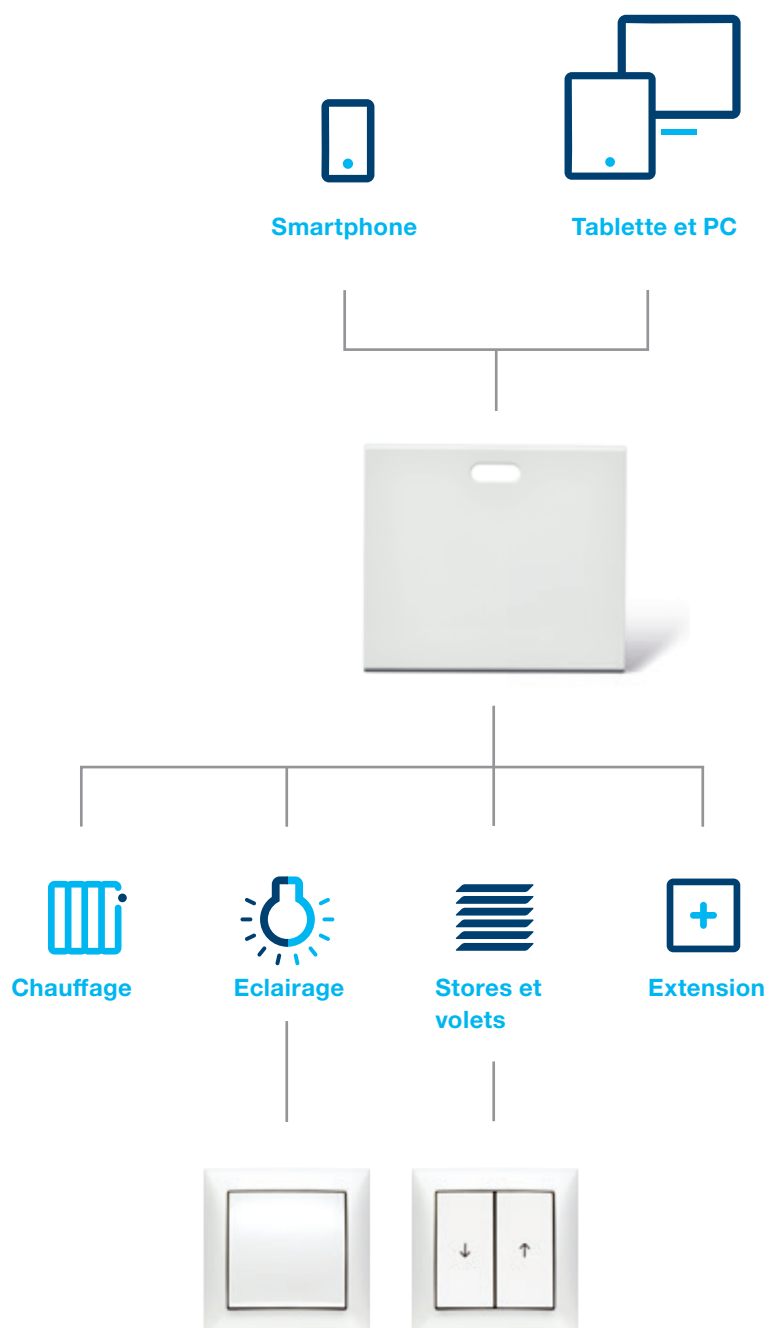 Smartphone
Tablette et PC
Chauffage
Eclairage
Stores et
volets
Extension
↓ ↑